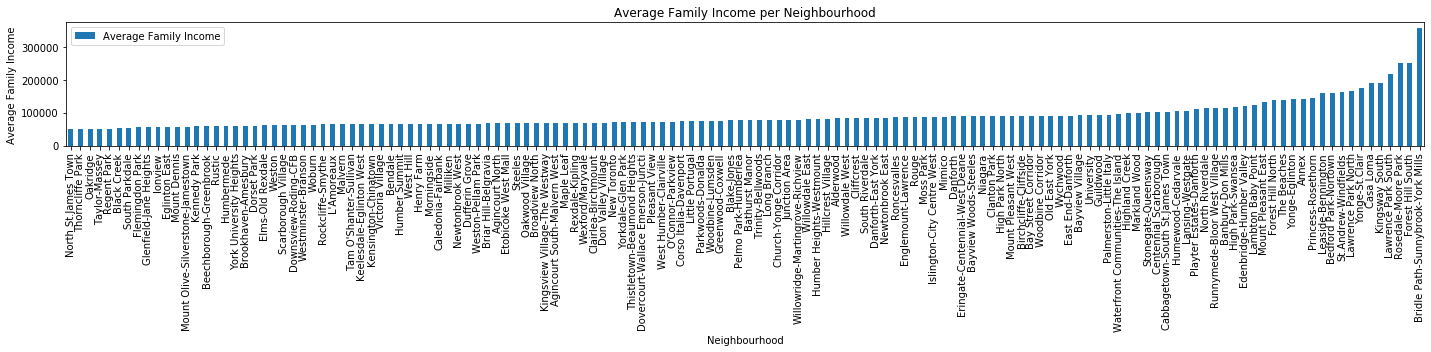 Average Family Income per Neighbourhood
Average Family Income
Average Family Income
300000
200000
100000
0
North St.James Town
Thorncliffe Park
Oakridge
Taylor-Massey
Regent Park
Black Creek
South Parkdale
Flemingdon Park
Glenfield-Jane Heights
Ionview
Eglinton East
Mount Dennis
Mount Olive-Silverstone-Jamestown
Kennedy Park
Beechborough-Greenbrook
Rustic
Humbermede
York University Heights
Brookhaven-Amesbury
Dorset Park
Elms-Old Rexdale
Weston
Scarborough Village
Downsview-Roding-CFB
Westminster-Branson
Woburn
Rockcliffe-Smythe
L'Amoreaux
Malvern
Tam O'Shanter-Sullivan
Keelesdale-Eglinton West
Kensington-Chinatown
Victoria Village
Bendale
Humber Summit
West Hill
Henry Farm
Morningside
Caledonia-Fairbank
Milliken
Newtonbrook West
Dufferin Grove
Weston-Pellam Park
Briar Hill-Belgravia
Agincourt North
Etobicoke West Mall
Steeles
Oakwood Village
Broadview North
Kingsview Village-The Westway
Agincourt South-Malvern West
Maple Leaf
Rexdale-Kipling
Wexford/Maryvale
Clairlea-Birchmount
Don Valley Village
New Toronto
Yorkdale-Glen Park
Thistletown-Beaumond Heights
Dovercourt-Wallace Emerson-Juncti
Pleasant View
West Humber-Clairville
O'Connor-Parkview
Corso Italia-Davenport
Little Portugal
Parkwoods-Donalda
Woodbine-Lumsden
Greenwood-Coxwell
Blake-Jones
Pelmo Park-Humberlea
Bathurst Manor
Trinity-Bellwoods
Long Branch
Church-Yonge Corridor
Junction Area
Willowridge-Martingrove-Richview
Willowdale East
Humber Heights-Westmount
Hillcrest Village
Alderwood
Willowdale West
Cliffcrest
South Riverdale
Danforth-East York
Newtonbrook East
Roncesvalles
Englemount-Lawrence
Rouge
Moss Park
Islington-City Centre West
Mimico
Danforth
Eringate-Centennial-West Deane
Bayview Woods-Steeles
Niagara
Clanton Park
High Park North
Mount Pleasant West
Birchcliffe-Cliffside
Bay Street Corridor
Woodbine Corridor
Old East York
Wychwood
East End-Danforth
Bayview Village
University
Guildwood
Palmerston-Little Italy
Waterfront Communities-The Island
Highland Creek
Markland Wood
Stonegate-Queensway
Centennial Scarborough
Cabbagetown-South St.James Town
Humewood-Cedarvale
Lansing-Westgate
Playter Estates-Danforth
North Riverdale
Runnymede-Bloor West Village
Banbury-Don Mills
High Park-Swansea
Edenbridge-Humber Valley
Lambton Baby Point
Mount Pleasant East
Forest Hill North
The Beaches
Yonge-Eglinton
Annex
Princess-Rosethorn
Leaside-Bennington
Bedford Park-Nortown
St.Andrew-Windfields
Lawrence Park North
Yonge-St.Clair
Casa Loma
Kingsway South
Lawrence Park South
Rosedale-Moore Park
Forest Hill South
Bridle Path-Sunnybrook-York Mills
Neighbourhood